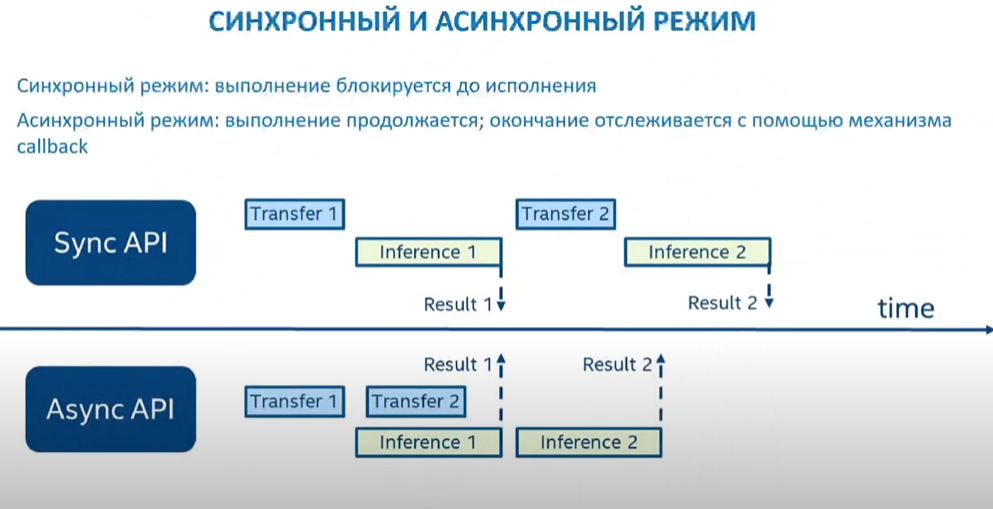 СИНХРОННЫЙ И АСИНХРОННЫЙ РЕЖИМ
Синхронный режим: выполнение блокируется до исполнения
Асинхронный режим: выполнение продолжается; окончание отслеживается с помощью механизма
callback
Sync API
Transfer 1
Transfer 2
Inference 1
Inference 2
Result 1
Result 2
time
Result 1
Result 2
Async API
Transfer 1
Transfer 2
Inference 1
Inference 2